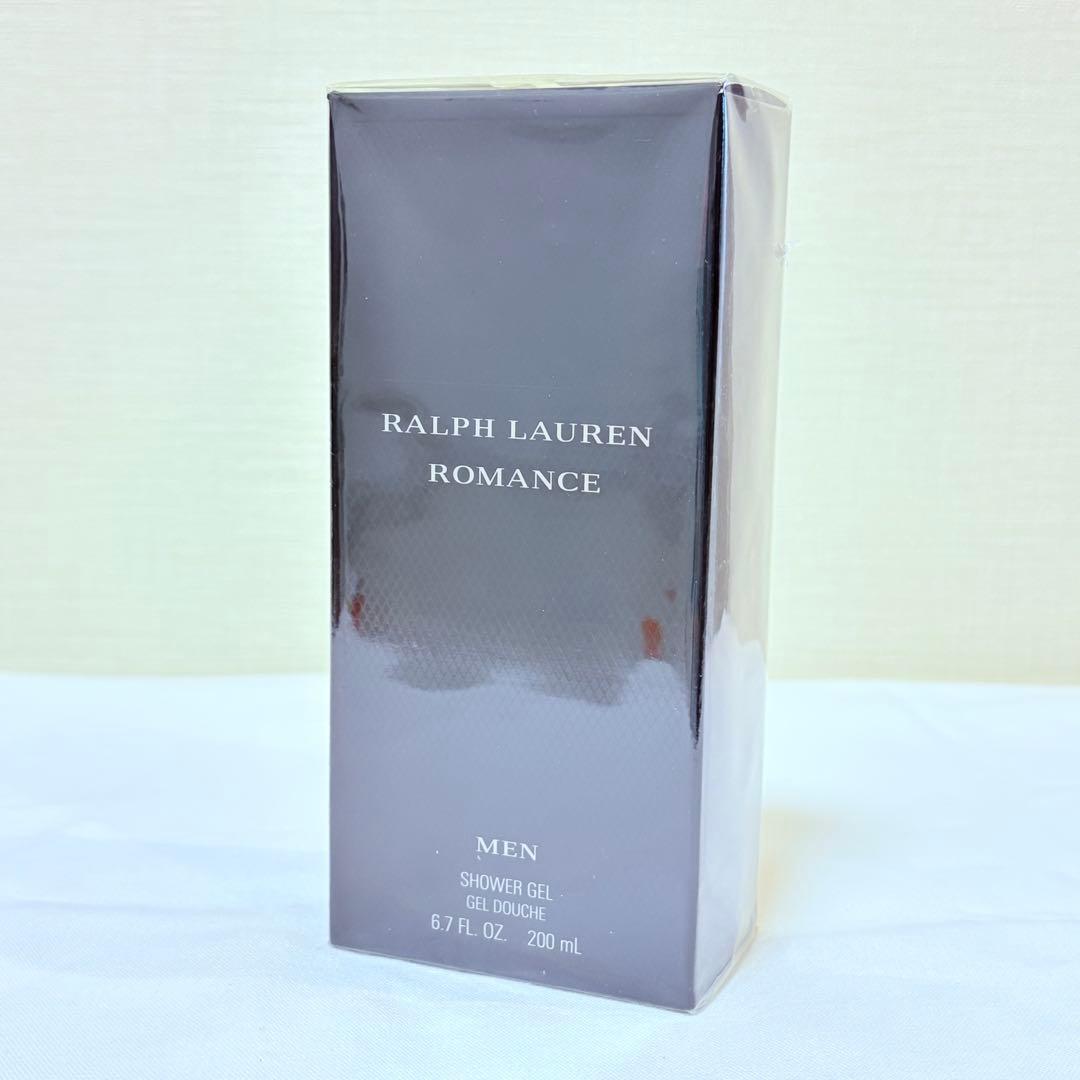 RALPH LAUREN
ROMANCE
MEN
SHOWER GEL
GEL DOUCHE
6.7 FL. OZ. 200 mL